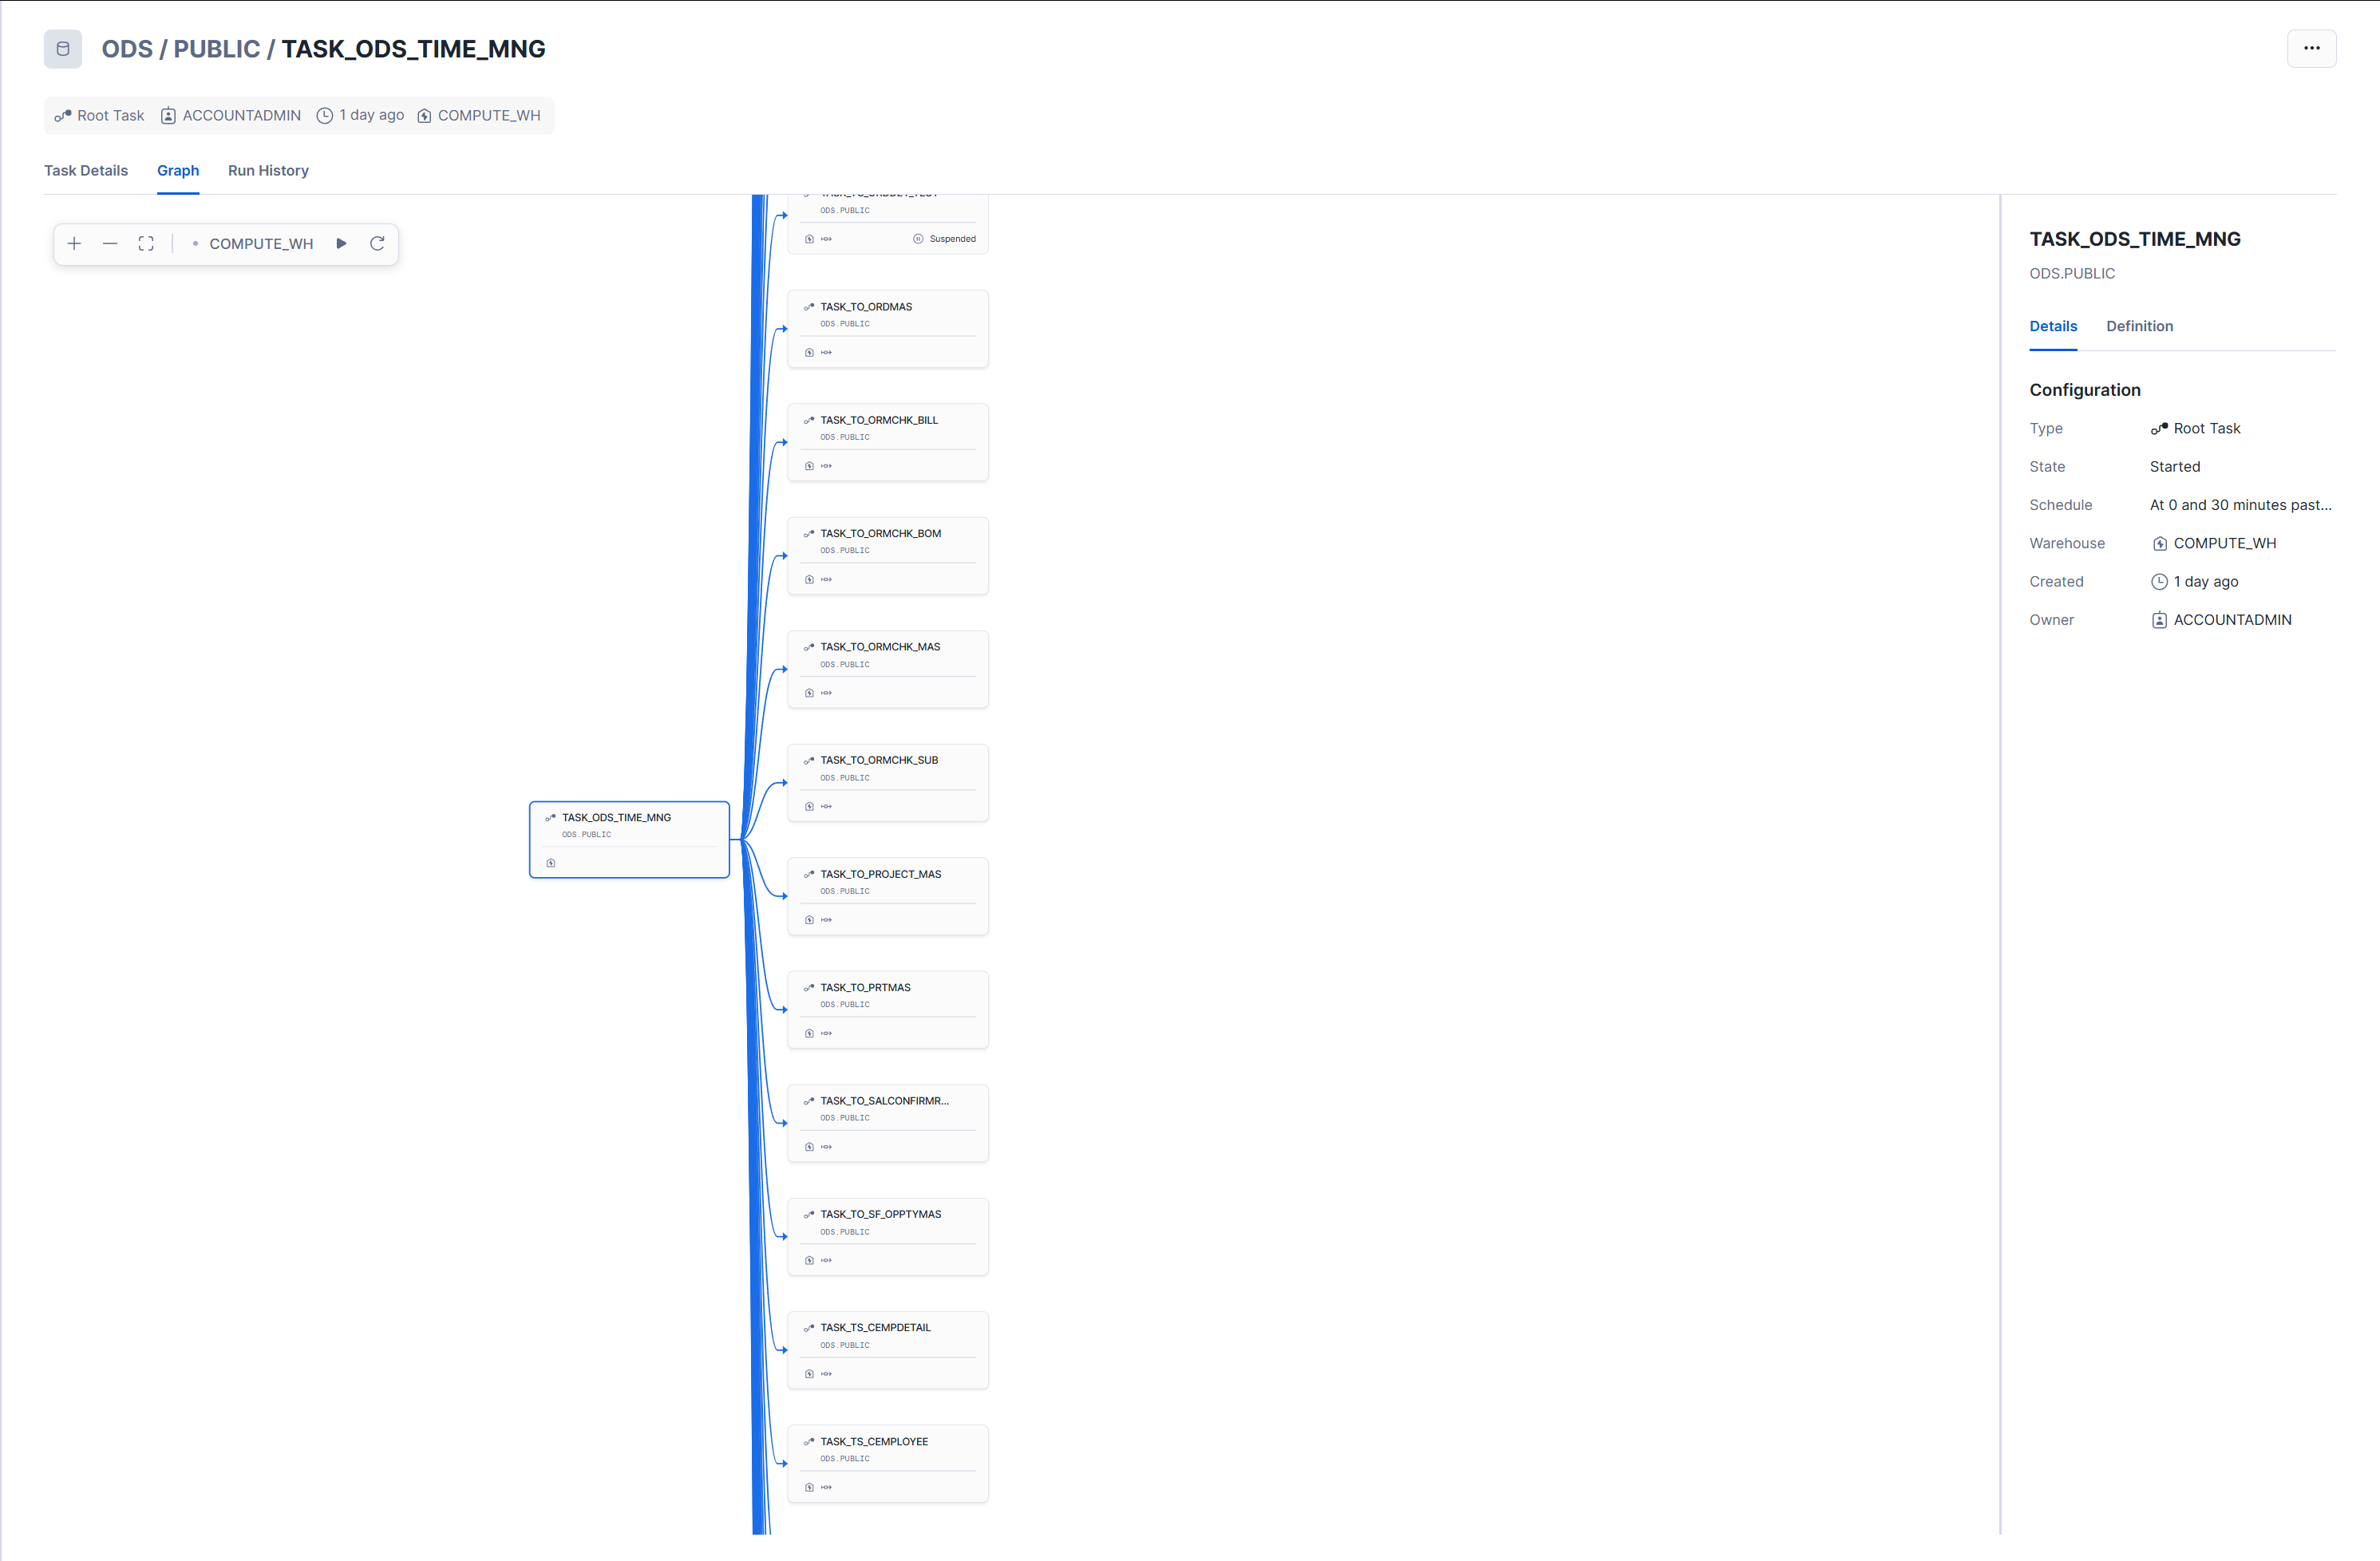 ODS / PUBLIC / TASK_ODS_TIME_MNG
Root Task ACCOUNTADMIN 1 day ago COMPUTE_WH
Task Details Graph Run History
COMPUTE_WH
ODS.PUBLIC
Suspended
TASK_TO_ORDMAS
ODS.PUBLIC
TASK_TO_ORMCHK_BILL
ODS.PUBLIC
TASK_TO_ORMCHK_BOM
ODS.PUBLIC
TASK_TO_ORMCHK_MAS
ODS.PUBLIC
TASK_TO_ORMCHK_SUB
ODS.PUBLIC
TASK_ODS_TIME_MNG
ODS.PUBLIC
TASK_TO_PROJECT_MAS
ODS.PUBLIC
TASK_TO_PRTMAS
ODS.PUBLIC
TASK_TO_SALCONFIRMR...
ODS.PUBLIC
TASK_TO_SF_OPPTYMAS
ODS.PUBLIC
TASK_TS_CEMPDETAIL
ODS.PUBLIC
TASK_TS_CEMPLOYEE
ODS.PUBLIC
TASK_ODS_TIME_MNG
ODS.PUBLIC
Details Definition
Configuration
Type Root Task
State Started
Schedule At 0 and 30 minutes past...
Warehouse COMPUTE_WH
Created 1 day ago
Owner ACCOUNTADMIN